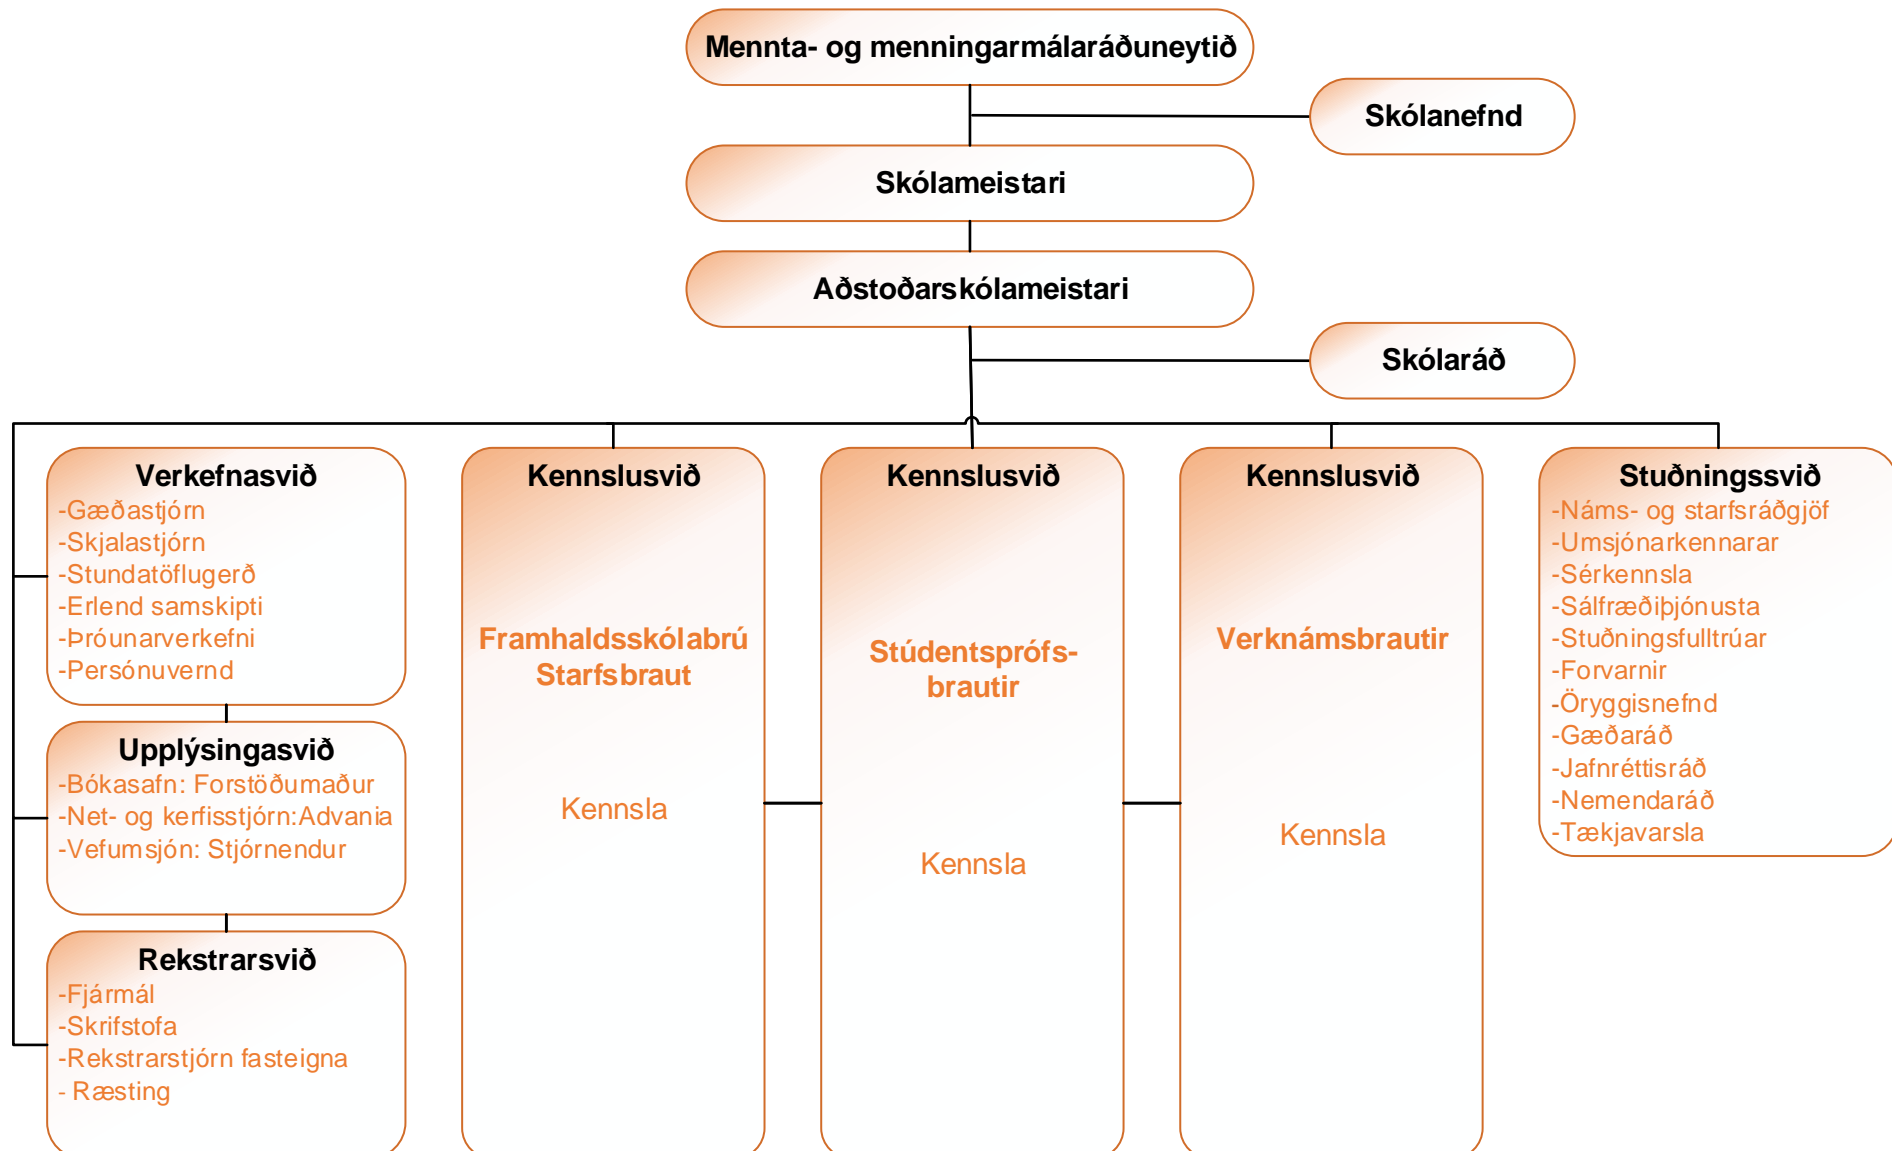 Mennta- og menningarmálaráðuneytið
Skólanefnd
Skólameistari
Aðstoðarskólameistari
Skólaráð
Verkefnasvið
-Gæðastjórn
-Skjalastjórn
-Stundatöflugerð
-Erlend samskipti
-Þróunarverkefni
-Persónuvernd
Upplýsingasvið
-Bókasafn: Forstöðumaður
-Net- og kerfisstjórn:Advania
-Vefumsjón: Stjórnendur
Rekstrarsvið
-Fjármál
-Skrifstofa
-Rekstrarstjórn fasteigna
- Ræsting
Kennslusvið
Framhaldsskólabrú
Starfsbraut
Kennsla
Kennslusvið
Stúdentsprófs-
brautir
Kennsla
Kennslusvið
Verknámsbrautir
Kennsla
Stuðningssvið
-Náms- og starfsráðgjöf
-Umsjónarkennarar
-Sérkennsla
-Sálfræðiþjónusta
-Stuðningsfulltrúar
-Forvarnir
-Öryggisnefnd
-Gæðaráð
-Jafnréttisráð
-Nemendaráð
-Tækjavarsla